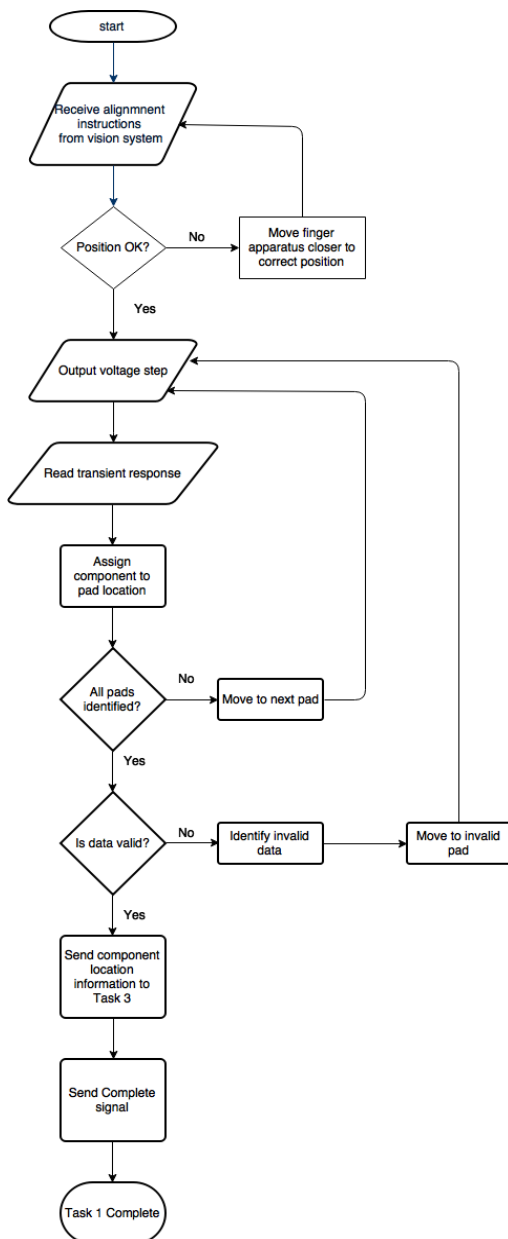 start
Receive alignmnent
instructions
from vision system
Position OK?
No
Move finger
apparatus closer to
correct position
Yes
Output voltage step
Read transient response
Assign
component to
pad location
All pads
identified?
No
Move to next pad
Yes
Is data valid?
No
Identify invalid
data
Move to invalid
pad
Yes
Send component
location
information to
Task 3
Send Complete
signal
Task 1 Complete